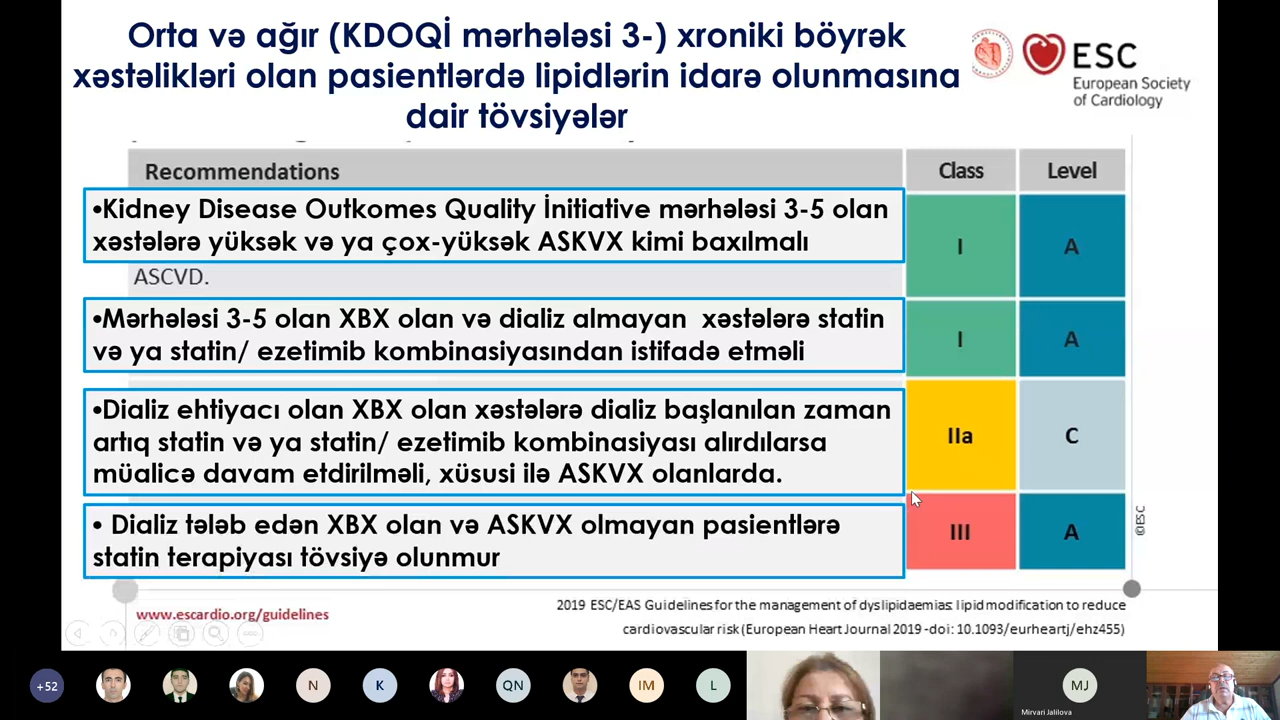 Orta və ağır (KDOQİ mərhələsi 3-) xroniki böyrək
xəstəlikləri olan pasientlərdə lipidlərin idarə olunmasına
dair tövsiyələr
ESC
European Society
of Cardiology
Recommendations
Class
Level
•Kidney Disease Outkomes Quality İnitiative mərhələsi 3-5 olan
xəstələrə yüksək və ya çox-yüksək ASKVX kimi baxılmalı
ASCVD.
I
A
•Mərhələsi 3-5 olan XBX olan və dializ almayan xəstələrə statin
və ya statin/ ezetimib kombinasiyasından istifadə etməli
I
A
•Dializ ehtiyacı olan XBX olan xəstələrə dializ başlanılan zaman
artıq statin və ya statin/ ezetimib kombinasiyası alırdılarsa
müalicə davam etdirilməli, xüsusi ilə ASKVX olanlarda.
IIa
C
• Dializ tələb edən XBX olan və ASKVX olmayan pasientlərə
statin terapiyası tövsiyə olunmur
III
A
©ESC
www.escardio.org/guidelines
2019 ESC/EAS Guidelines for the management of dyslipidaemias: lipid modification to reduce
cardiovascular risk (European Heart Journal 2019 -doi: 10.1093/eurheartj/ehz455)
+52
N
K
QN
IM
L
MJ
Mirvari Jalilova